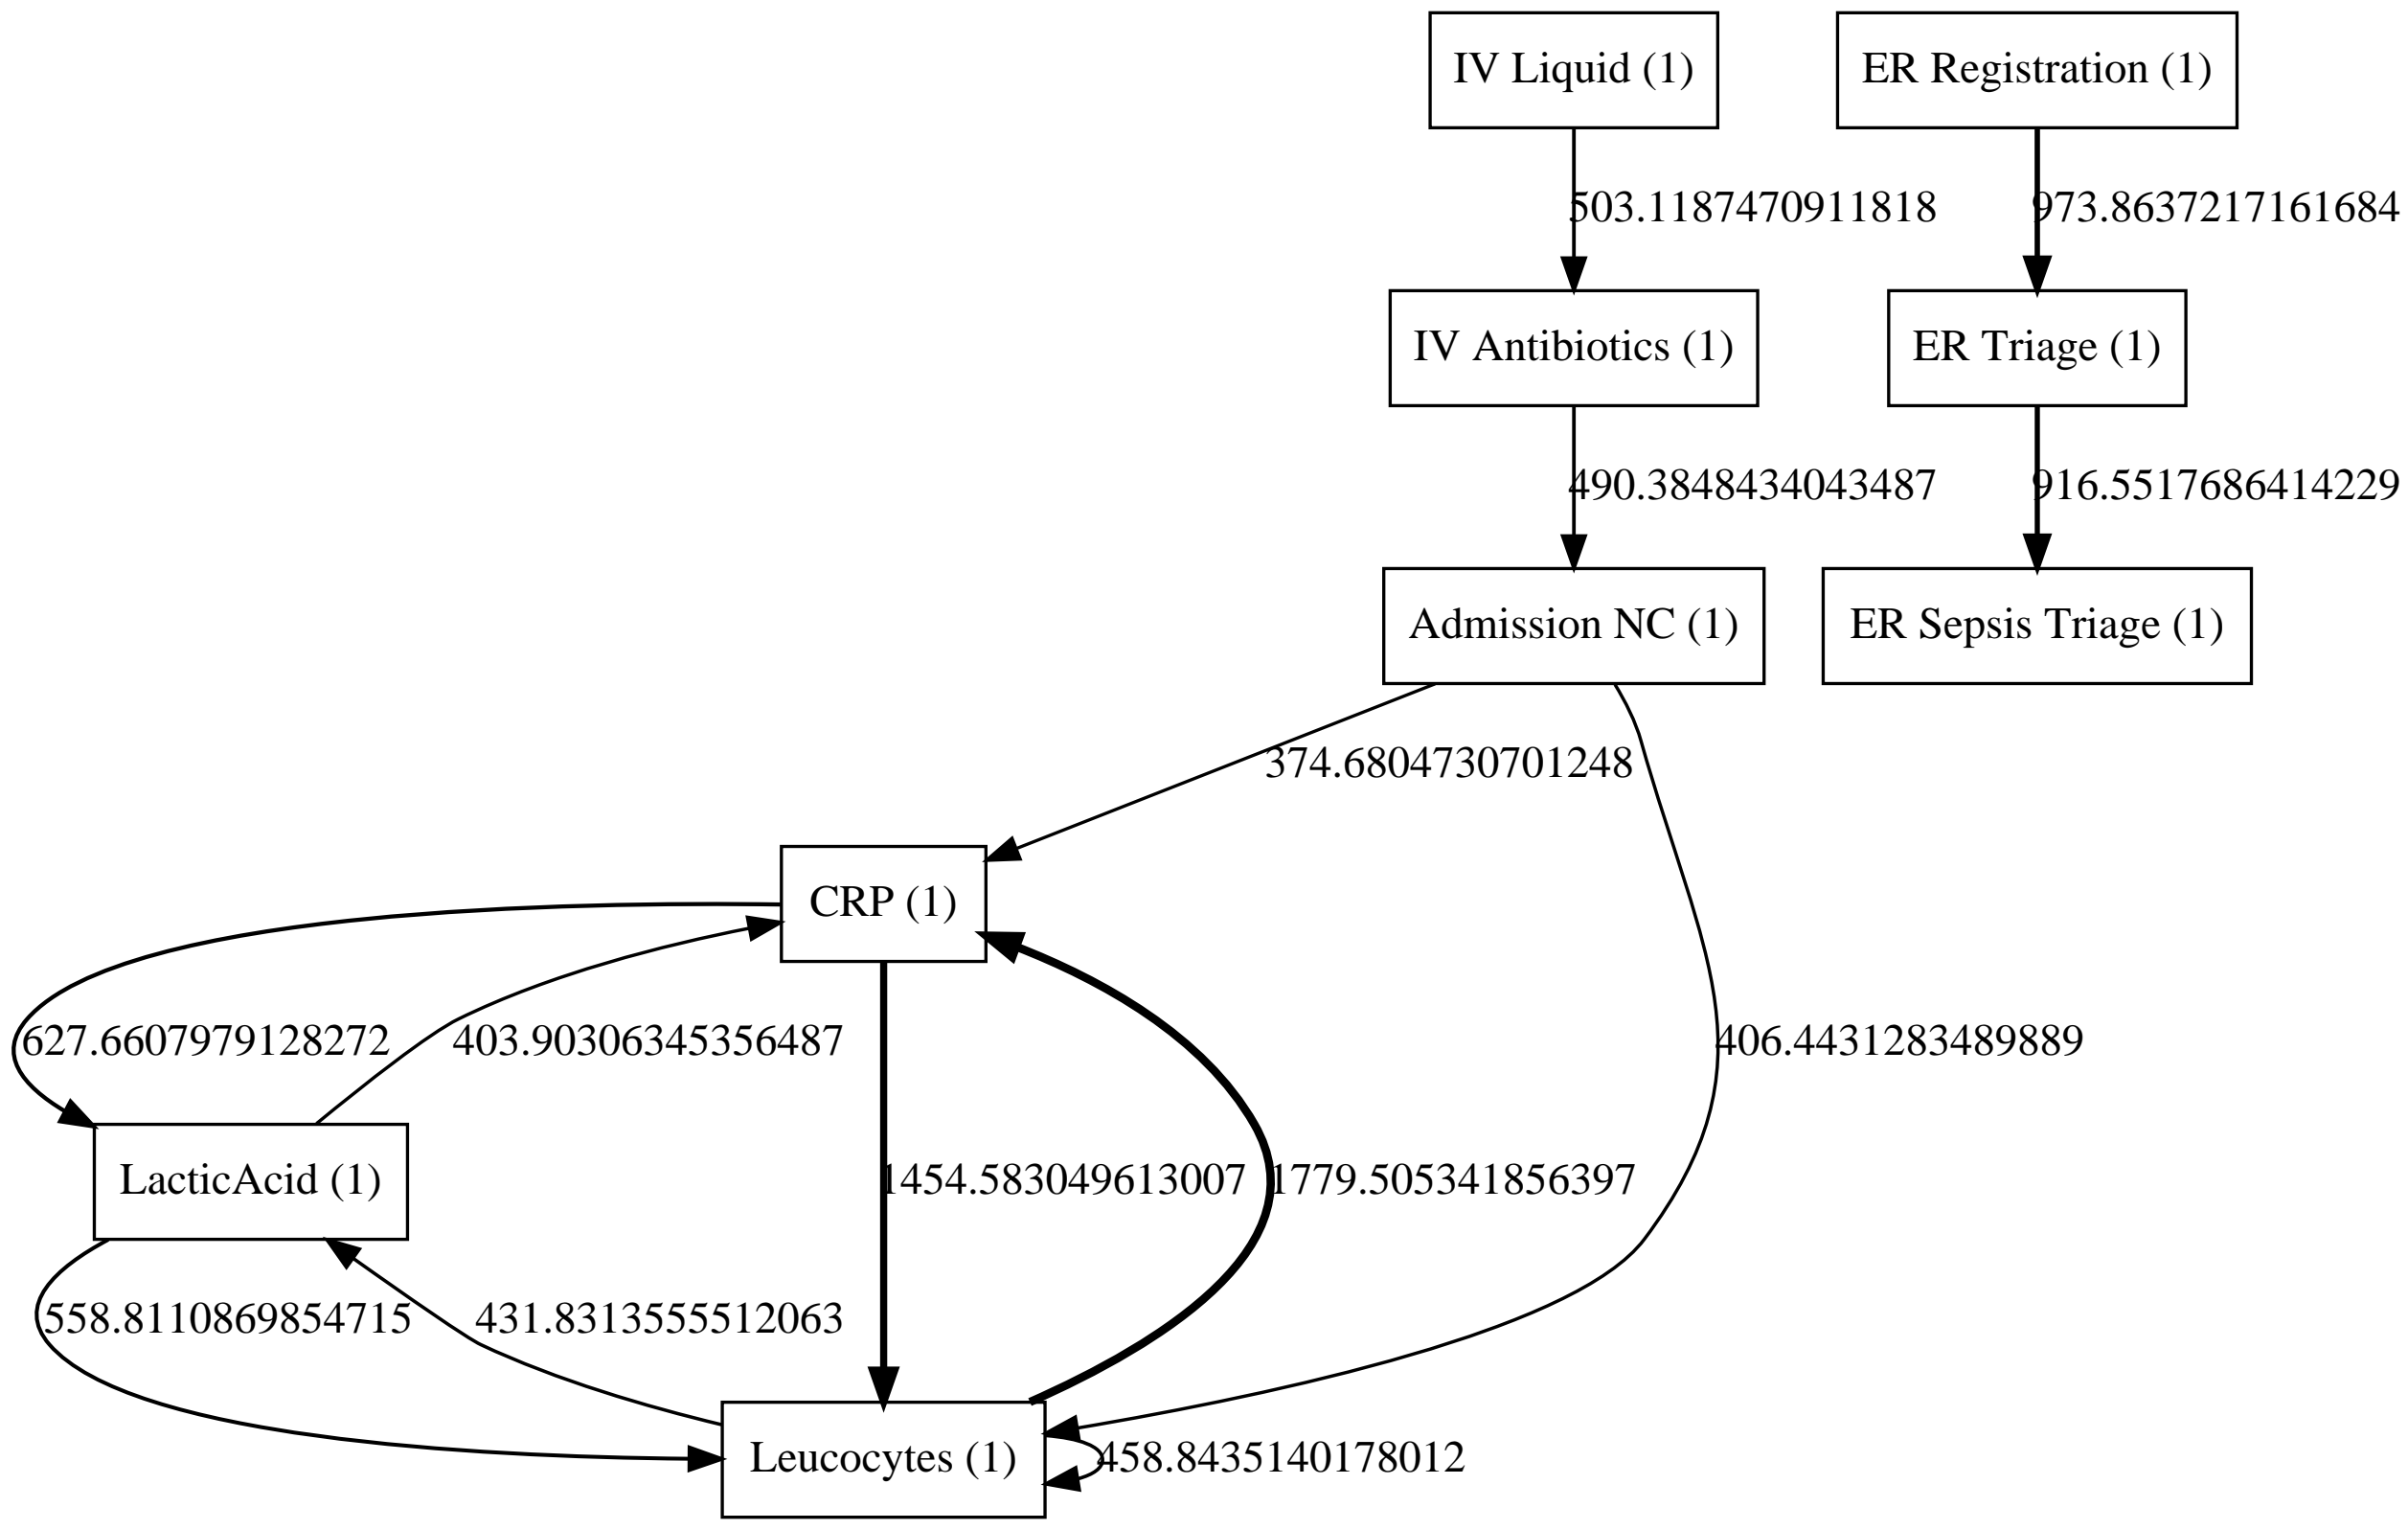 IV Liquid (1)
ER Registration (1)
503.1187470911818
973.8637217161684
IV Antibiotics (1)
ER Triage (1)
490.3848434043487
916.5517686414229
Admission NC (1)
ER Sepsis Triage (1)
374.6804730701248
CRP (1)
627.6607979128272
403.90306345356487
406.4431283489889
LacticAcid (1)
1454.583049613007
1779.505341856397
558.8110869854715
431.8313555512063
Leucocytes (1)
458.8435140178012